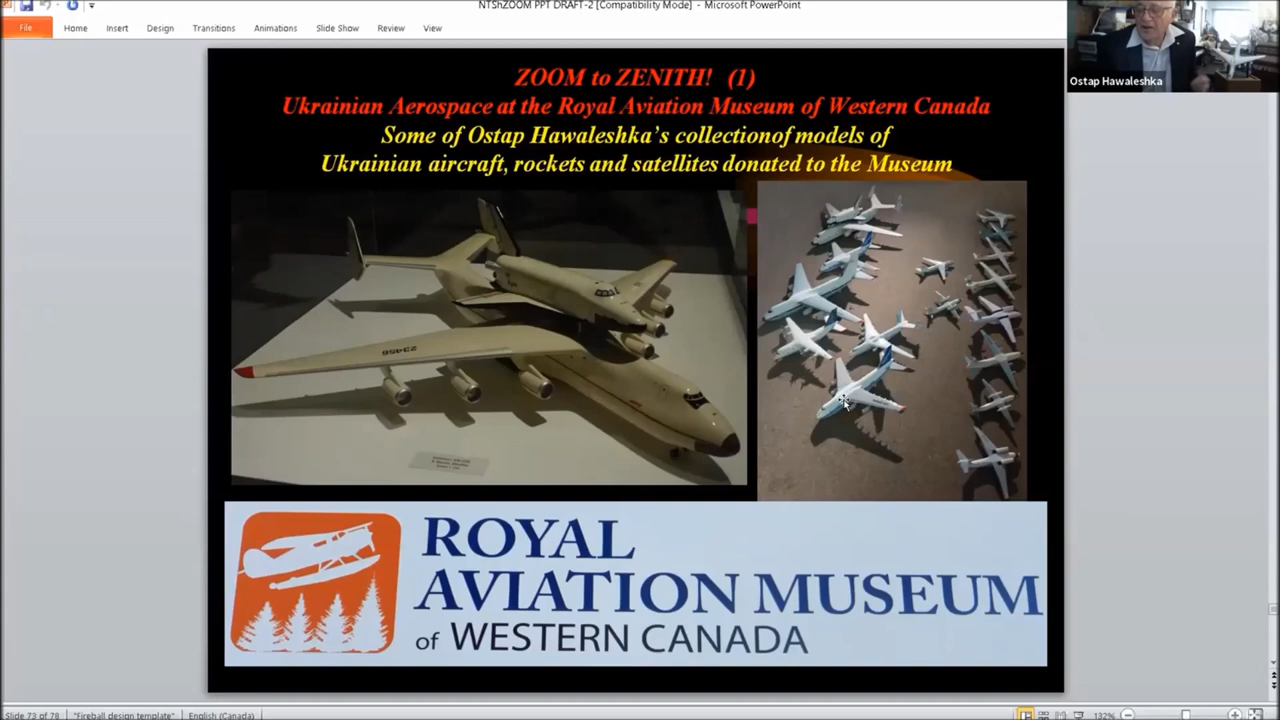 NTShZOOM PPT DRAFT-2 [Compatibility Mode] - Microsoft PowerPoint
File Home Insert Design Transitions Animations Slide Show Review View
Ostap Hawaleshka
ZOOM to ZENITH! (1)
Ukrainian Aerospace at the Royal Aviation Museum of Western Canada
Some of Ostap Hawaleshka's collectionof models of
Ukrainian aircraft, rockets and satellites donated to the Museum
23456
ROYAL
AVIATION MUSEUM
of WESTERN CANADA
Slide 73 of 78 "Fireball design template" English (Canada) 132%